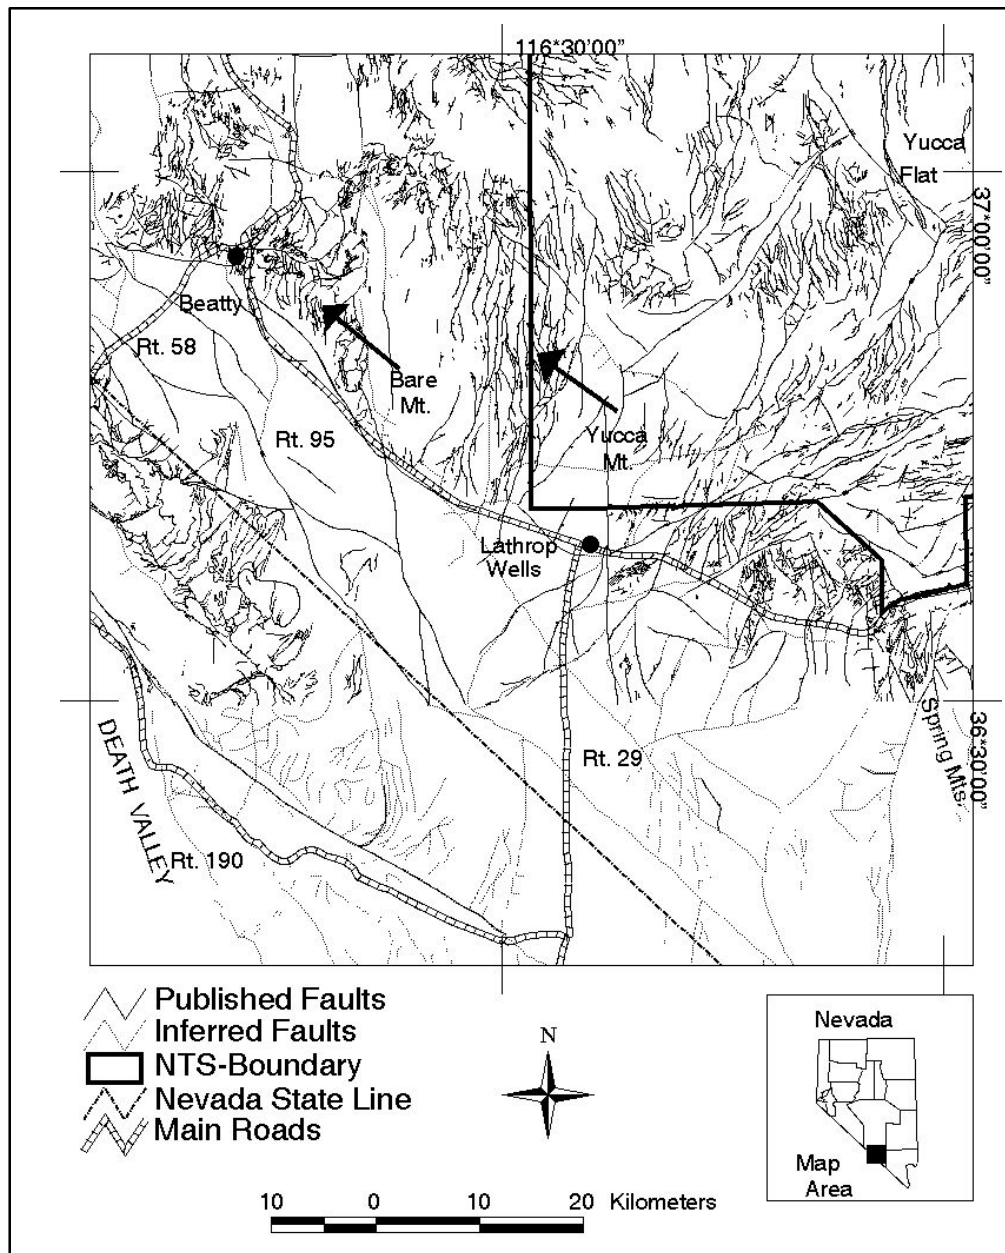 116*30'00"
Yucca
Flat
37*00'00"
Beatty
Rt. 58
Bare
Mt.
Rt. 95
Yucca
Mt.
Lathrop
Wells
Spring Mts.
36*30'00"
DEATH VALLEY
Rt. 29
Rt. 190
Published Faults
Inferred Faults
NTS-Boundary
Nevada State Line
Main Roads
N
Nevada
Map
Area
10 0 10 20 Kilometers